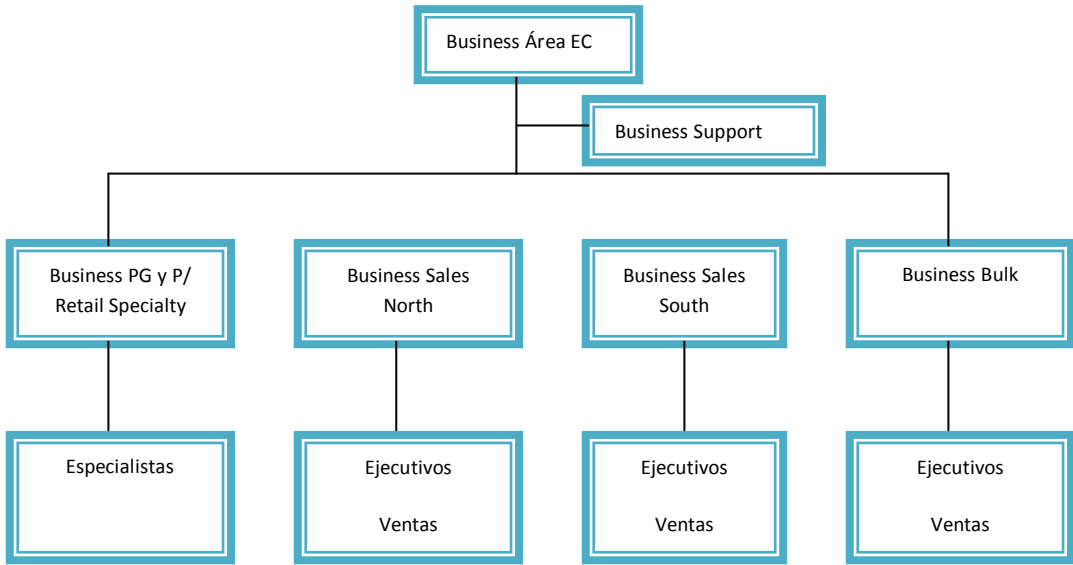 Business Área EC
Business Support
Business PG y P/
Retail Specialty
Business Sales
North
Business Sales
South
Business Bulk
Especialistas
Ejecutivos
Ventas
Ejecutivos
Ventas
Ejecutivos
Ventas